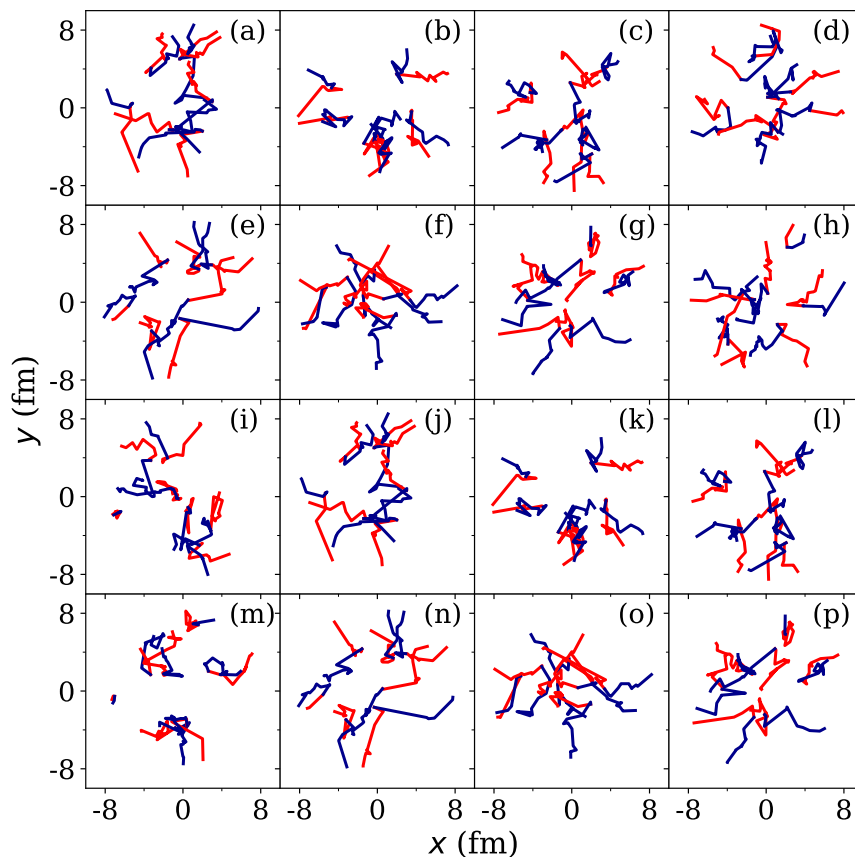 8 (a) (b) (c) (d)
0
-8
8 (e) (f) (g) (h)
0
-8
y (fm)
8 (i) (j) (k) (l)
0
-8
8 (m) (n) (o) (p)
0
-8
-8 0 8 -8 0 8 -8 0 8 -8 0 8
x (fm)